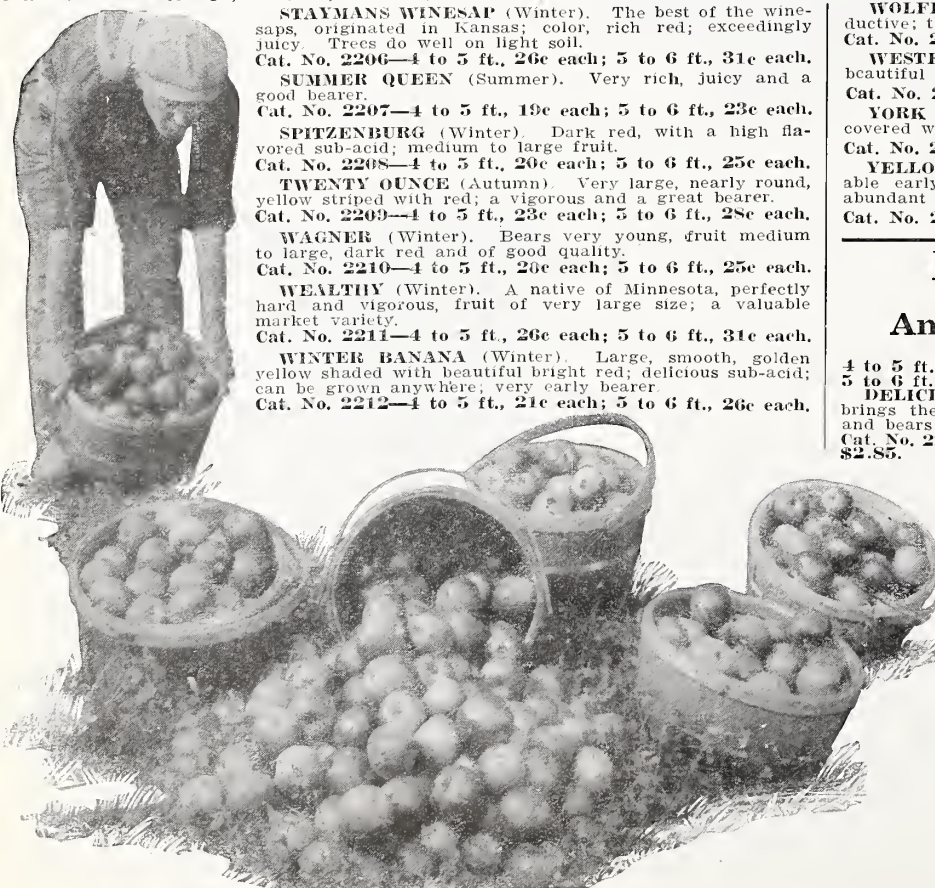 STAYMANS WINESAP (Winter). The best of the wine-
saps, originated in Kansas; color, rich red; exceedingly
juicy. Trees do well on light soil.
Cat. No. 2206—4 to 5 ft., 26c each; 5 to 6 ft., 31c each.
SUMMER QUEEN (Summer). Very rich, juicy and a
good bearer.
Cat. No. 2207—4 to 5 ft., 19c each; 5 to 6 ft., 23c each.
SPITZENBURG (Winter). Dark red, with a high fla-
vored sub-acid; medium to large fruit.
Cat. No. 2208—4 to 5 ft., 20c each; 5 to 6 ft., 25c each.
TWENTY OUNCE (Autumn). Very large, nearly round,
yellow striped with red; a vigorous and a great bearer.
Cat. No. 2209—4 to 5 ft., 23c each; 5 to 6 ft., 28c each.
WAGNER (Winter). Bears very young, fruit medium
to large, dark red and of good quality.
Cat. No. 2210—4 to 5 ft., 20c each; 5 to 6 ft., 25c each.
WEALTHY (Winter). A native of Minnesota, perfectly
hard and vigorous, fruit of very large size; a valuable
market variety.
Cat. No. 2211—4 to 5 ft., 26c each; 5 to 6 ft., 31c each.
WINTER BANANA (Winter). Large, smooth, golden
yellow shaded with beautiful bright red; delicious sub-acid;
can be grown anywhere; very early bearer.
Cat. No. 2212—4 to 5 ft., 21c each; 5 to 6 ft., 26c each.
WOLF
ductive; t
Cat. No. 2
WESTE
beautiful
Cat. No. 2
YORK
covered w
Cat. No. 2
YELLO
able early
abundant
Cat. No. 2
An
4 to 5 ft.
5 to 6 ft.
DELICI
brings the
and bears
Cat. No. 2
$2.85.